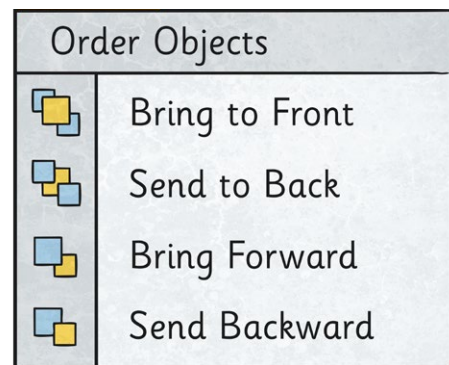 Order Objects
Bring to Front
Send to Back
Bring Forward
Send Backward